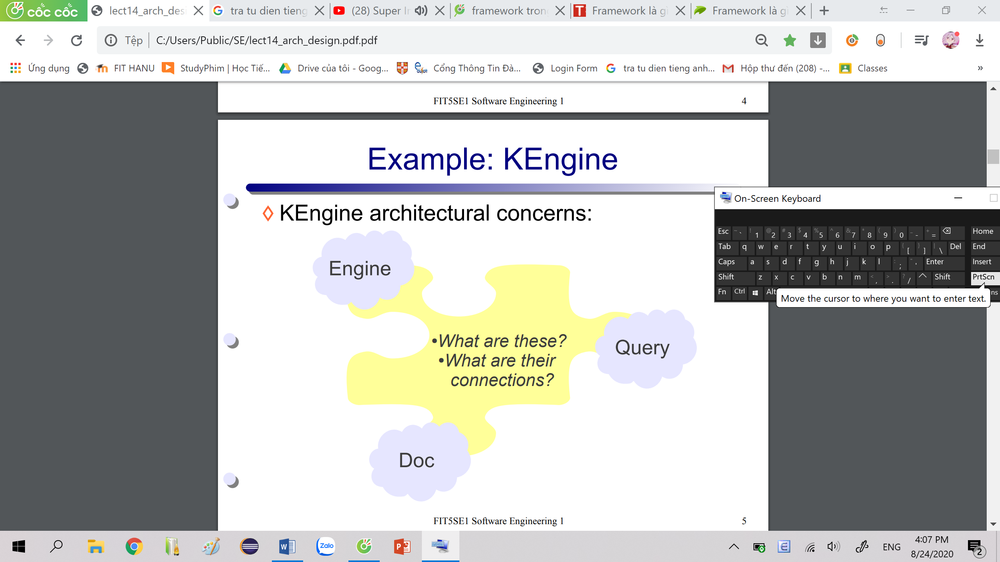 cốc cốc
lect14_arch_desi
tra tu dien tieng
(28) Super Ir
framework tron
Framework là gì
Framework là gì
Tệp
C:/Users/Public/SE/lect14_arch_design.pdf.pdf
Ứng dụng
FIT HANU
StudyPhim | Học Tiế...
Drive của tôi - Goog...
Cổng Thông Tin Đà...
Login Form
tra tu dien tieng anh...
Hộp thư đến (208) -...
Classes
»
FIT5SE1 Software Engineering 1
4
Example: KEngine
KEngine architectural concerns:
Engine
•What are these?
•What are their
connections?
Query
Doc
FIT5SE1 Software Engineering 1
5
On-Screen Keyboard
Esc ~ ` ! 1 @ 2 # 3 $ 4 % 5 ^ 6 & 7 * 8 ( 9 ) 0 _ - + = Home
Tab q w e r t y u i o p { [ } ] | \ Del End
Caps a s d f g h j k l : ; " ' Enter Insert
Shift z x c v b n m < , > . ? / Shift PrtScn
Fn Ctrl Alt ns
Move the cursor to where you want to enter text.
Zalo
ENG
4:07 PM
8/24/2020
2